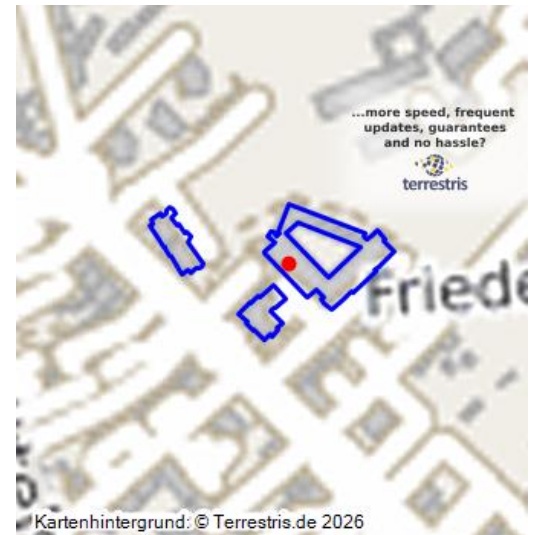 ...more speed, frequent
updates, guarantees
and no hassle?
terrestris
Friede
Kartenhintergrund: © Terrestris.de 2026